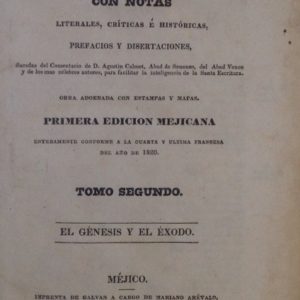 CON NOTAS
LITERALES, CRÍTICAS É HISTÓRICAS,
PREFACIOS Y DISERTACIONES,
Sacadas del Comentario de D. Agustin Calmet, Abad de Senones, del Abad Vence
y de los mas célebres autores, para facilitar la inteligencia de la Santa Escritura.
OBRA ADORNADA CON ESTAMPAS Y MAPAS.
PRIMERA EDICION MEJICANA
ENTERAMENTE CONFORME A LA CUARTA Y ULTIMA FRANCESA
DEL AÑO DE 1820.
TOMO SEGUNDO.
EL GÉNESIS Y EL ÉXODO.
MÉJICO.
IMPRENTA DE GALVAN A CARGO DE MARIANO ARÉVALO,